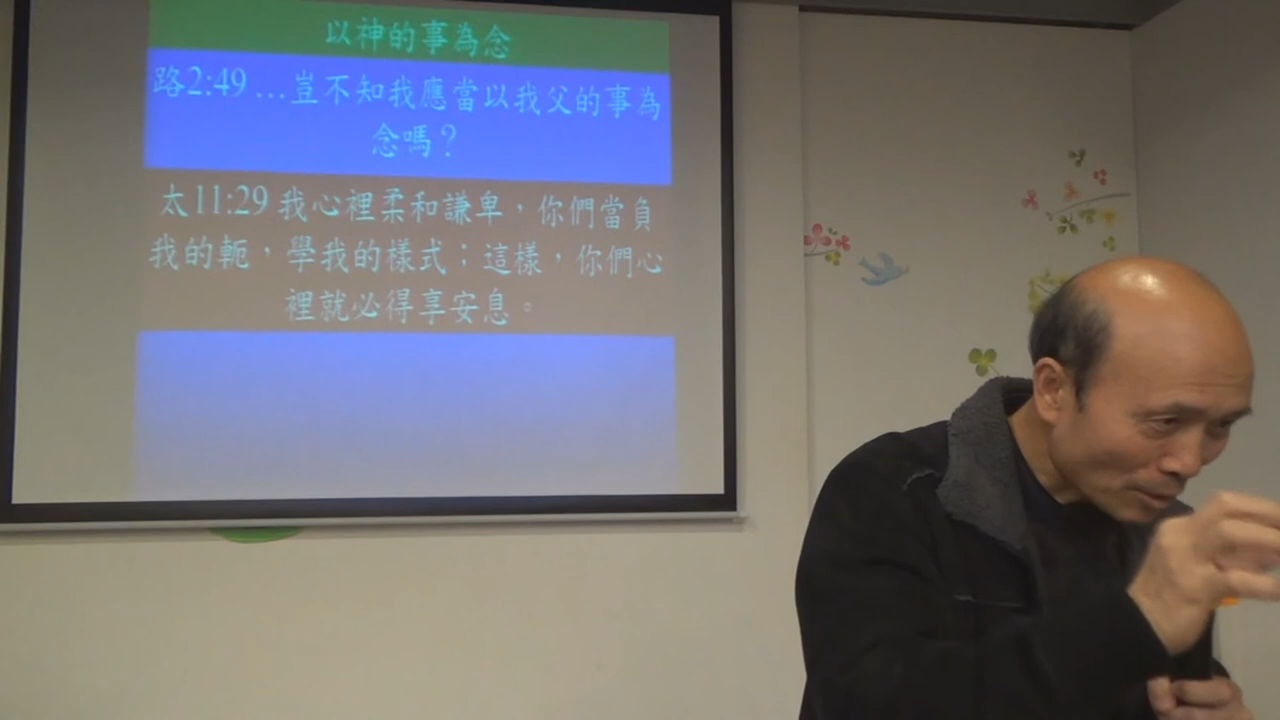 以神的事為念
路2:49 ...豈不知我應當以我父的事為
念嗎？
太11:29 我心裡柔和謙卑，你們當負
我的軛，學我的樣式；這樣，你們心
裡就必得享安息。